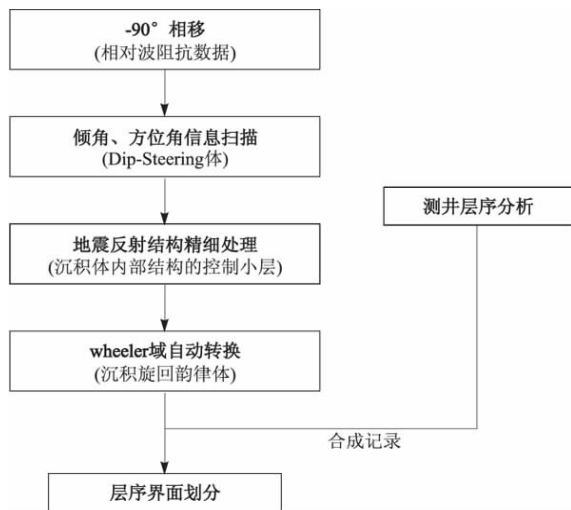 -90°相移
(相对波阻抗数据)
倾角、方位角信息扫描
(Dip-Steering体)
测井层序分析
地震反射结构精细处理
(沉积体内部结构的控制小层)
wheeler域自动转换
(沉积旋回韵律体)
合成记录
层序界面划分